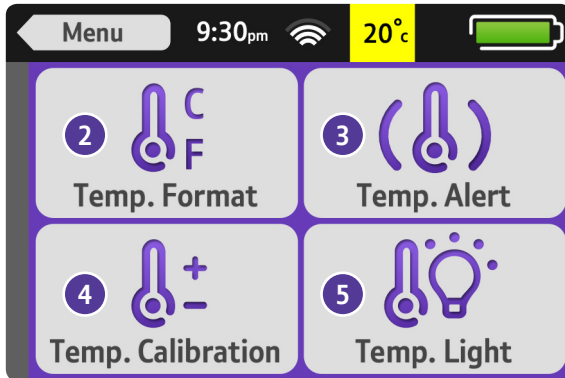 Menu 9:30pm 20°c
2 C F 3
Temp. Format Temp. Alert
4 + − 5
Temp. Calibration Temp. Light